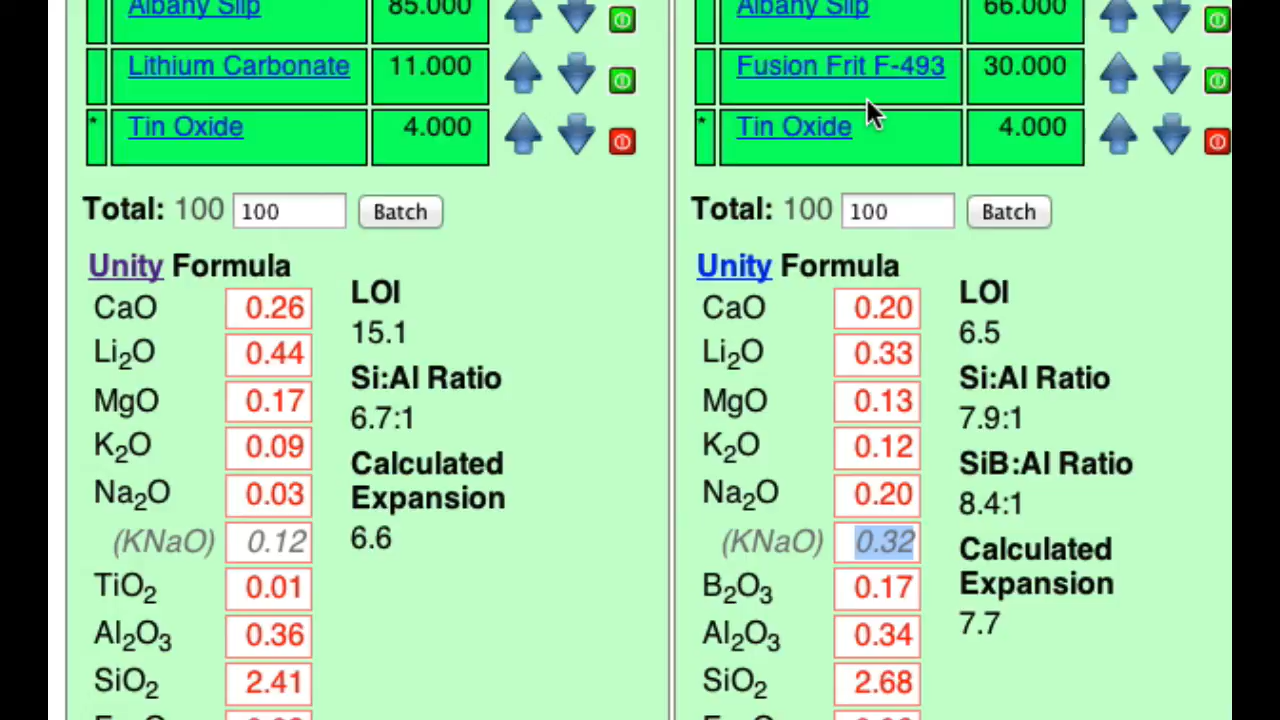 Albany Slip 85.000
Lithium Carbonate 11.000
* Tin Oxide 4.000
Total: 100 100 Batch
Unity Formula
CaO 0.26
Li₂O 0.44
MgO 0.17
K₂O 0.09
Na₂O 0.03
(KNaO) 0.12
TiO₂ 0.01
Al₂O₃ 0.36
SiO₂ 2.41
LOI
15.1
Si:Al Ratio
6.7:1
Calculated
Expansion
6.6
Albany Slip 66.000
Fusion Frit F-493 30.000
* Tin Oxide 4.000
Total: 100 100 Batch
Unity Formula
CaO 0.20
Li₂O 0.33
MgO 0.13
K₂O 0.12
Na₂O 0.20
(KNaO) 0.32
B₂O₃ 0.17
Al₂O₃ 0.34
SiO₂ 2.68
LOI
6.5
Si:Al Ratio
7.9:1
SiB:Al Ratio
8.4:1
Calculated
Expansion
7.7